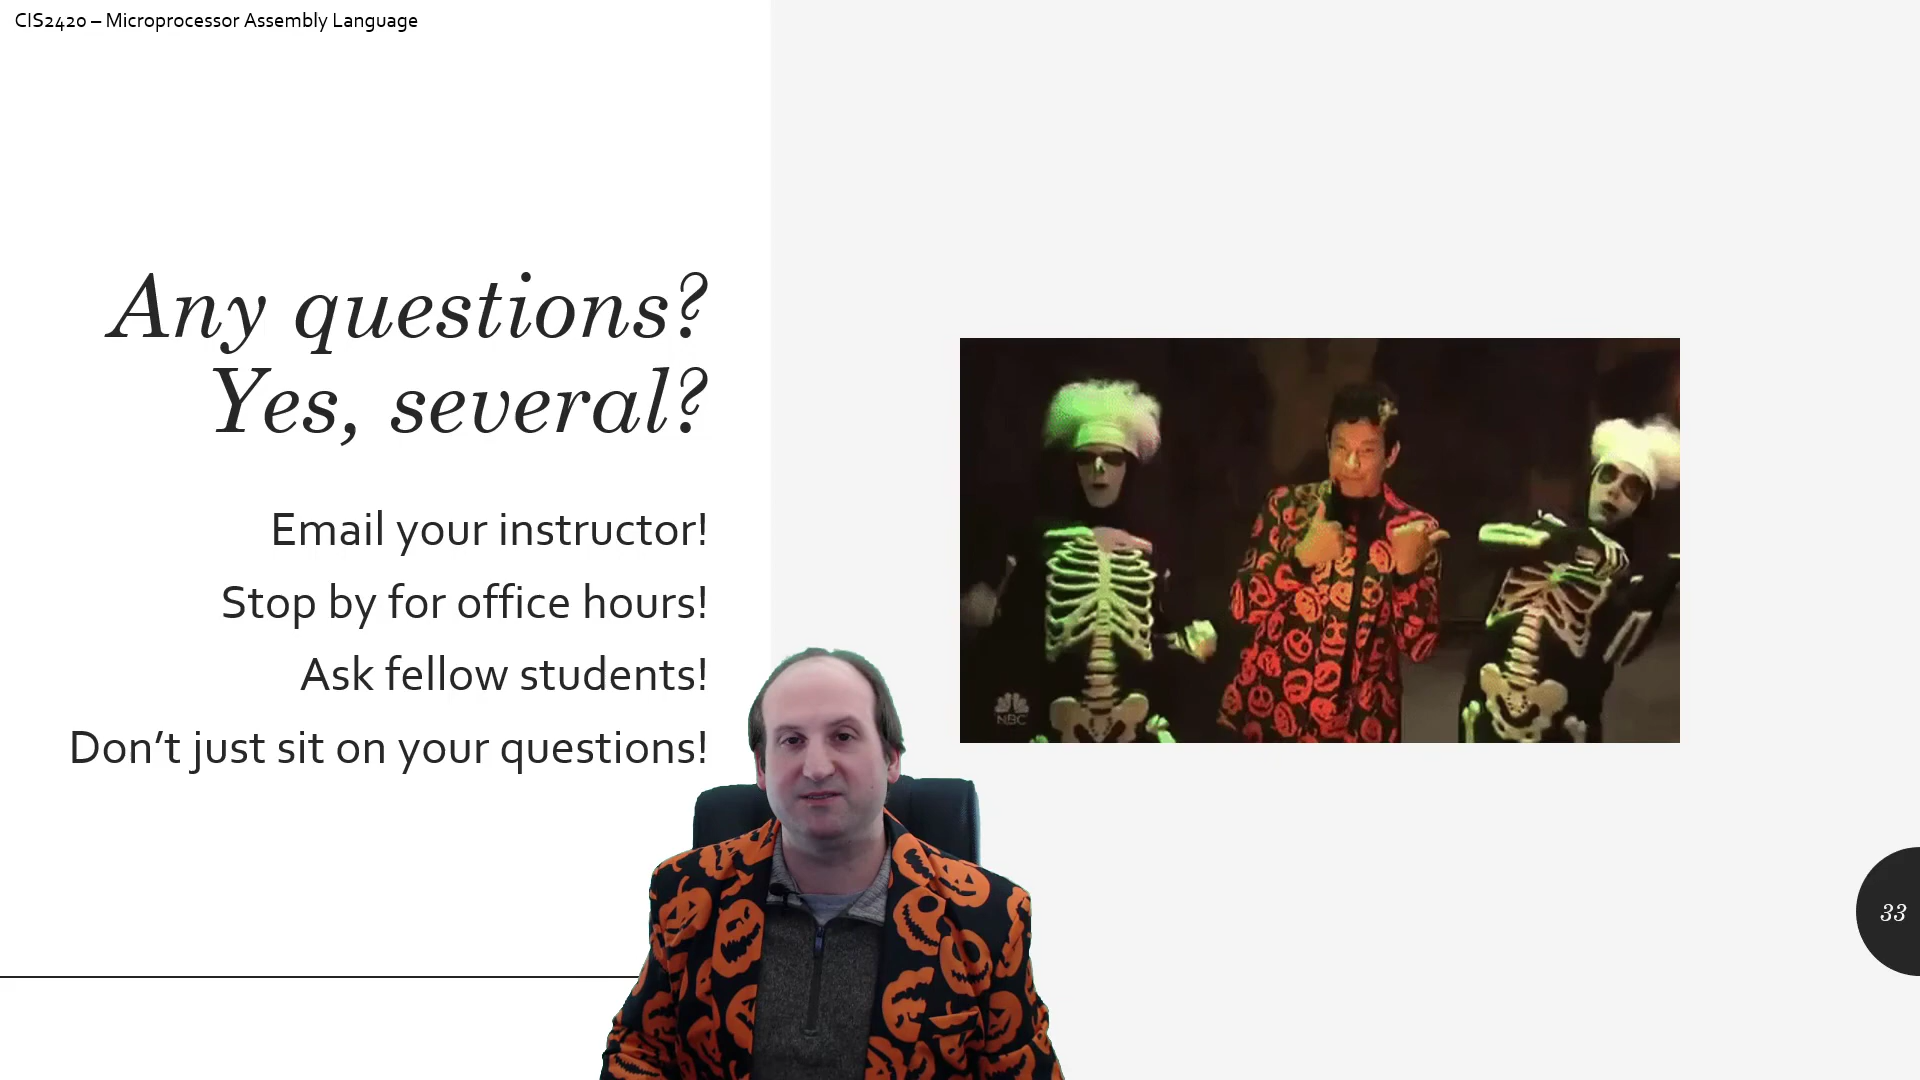 CIS2420 – Microprocessor Assembly Language
Any questions?
Yes, several?
Email your instructor!
Stop by for office hours!
Ask fellow students!
Don’t just sit on your questions!
NBC
33